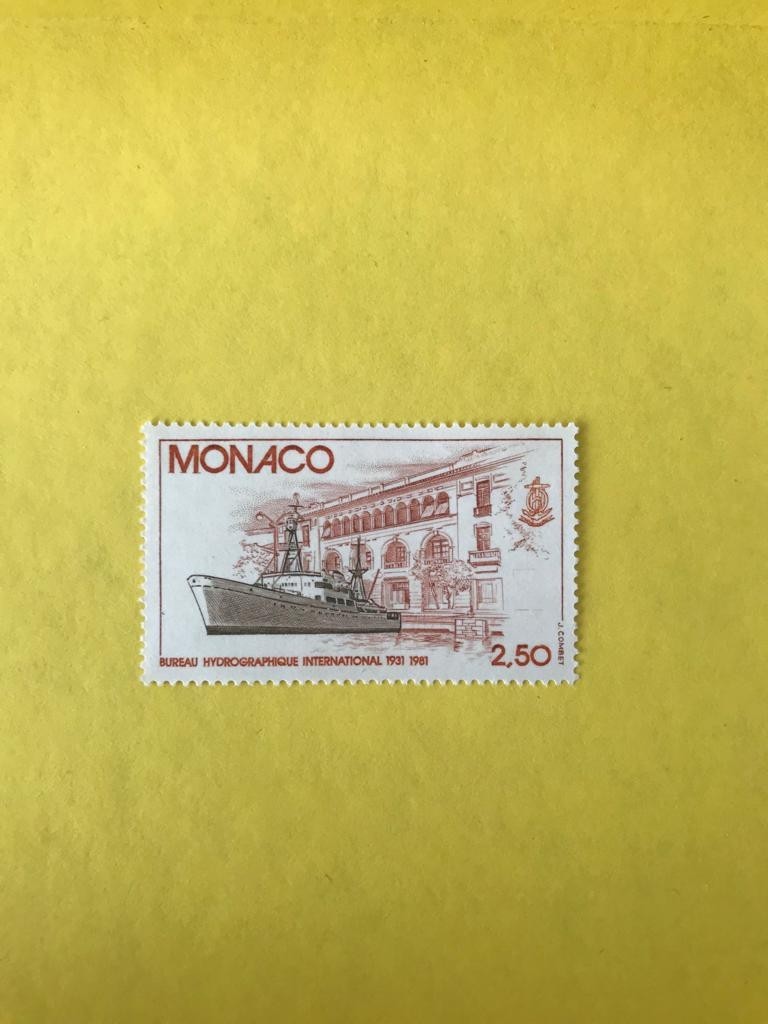 MONACO
BUREAU HYDROGRAPHIQUE INTERNATIONAL 1931 1981
2,50
J. COMBET